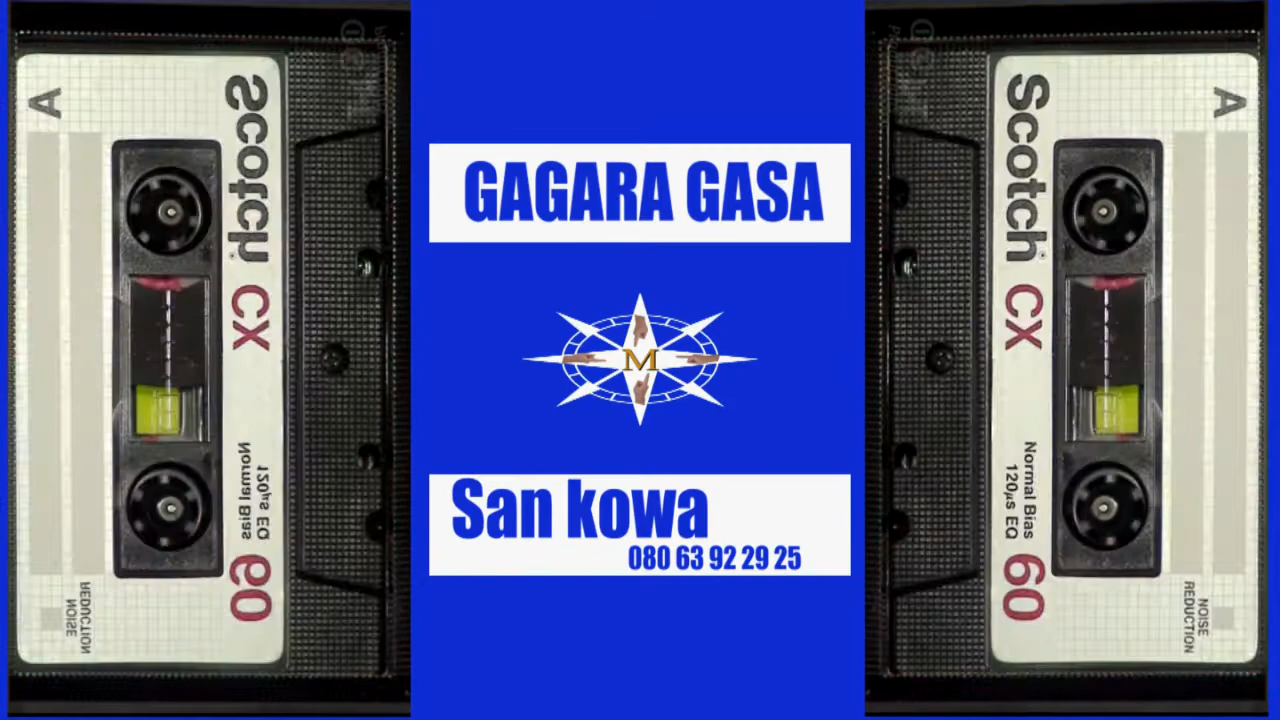 A
Scotch CX
Normal Bias
120µs EQ
60
NOISE
REDUCTION
GAGARA GASA
M
San kowa
080 63 92 29 25
A
Scotch CX
Normal Bias
120µs EQ
60
NOISE
REDUCTION